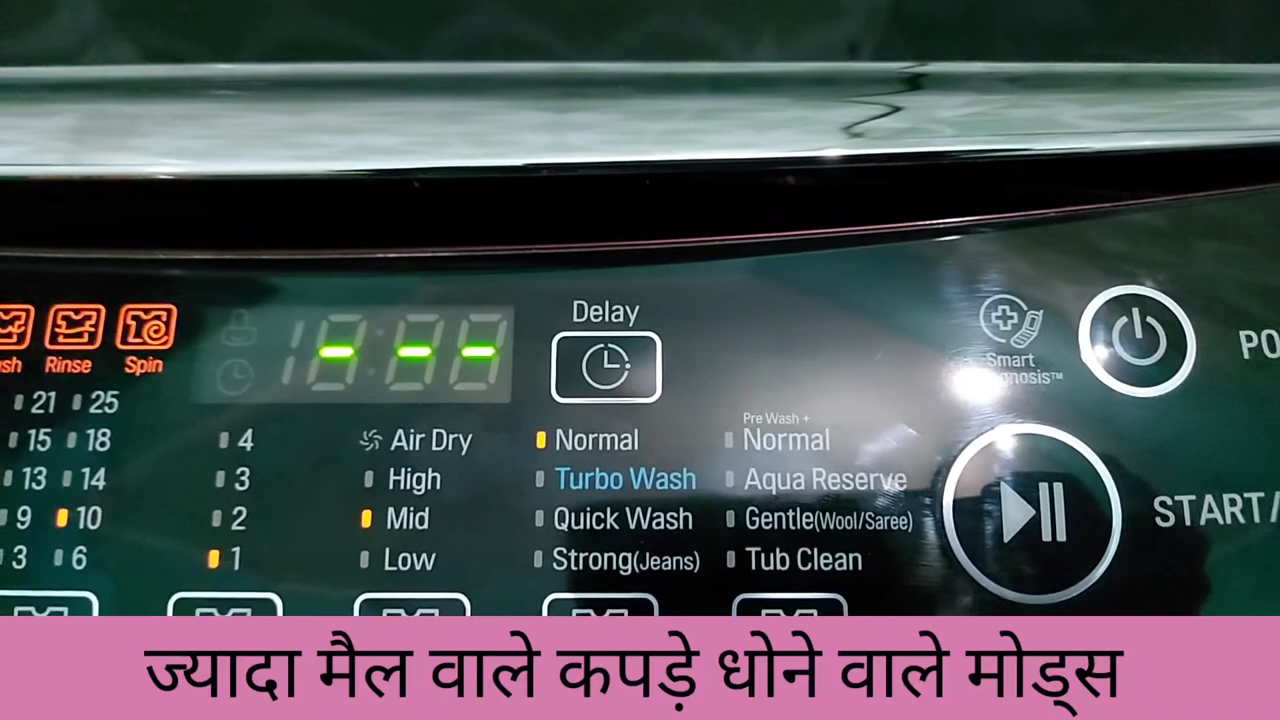 Delay
Smart
Rinse
Spin
21 25
15 18
13 14
9 10
3 6
4
3
2
1
Air Dry
High
Mid
Low
Normal
Turbo Wash
Quick Wash
Strong(Jeans)
Pre Wash +
Normal
Aqua Reserve
Gentle(Wool/Saree)
Tub Clean
START/
ज्यादा मैल वाले कपड़े धोने वाले मोड्स